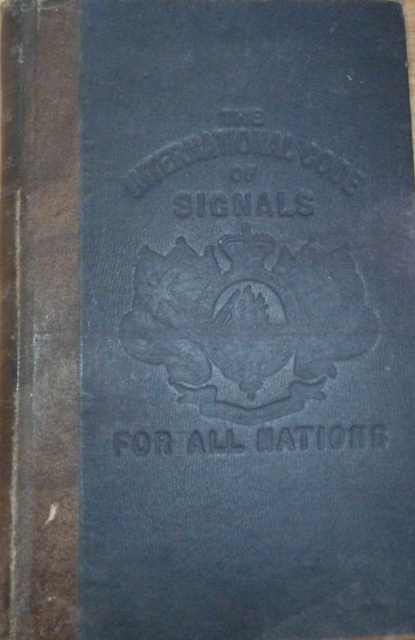 THE
INTERNATIONAL CODE
OF
SIGNALS
FOR ALL NATIONS